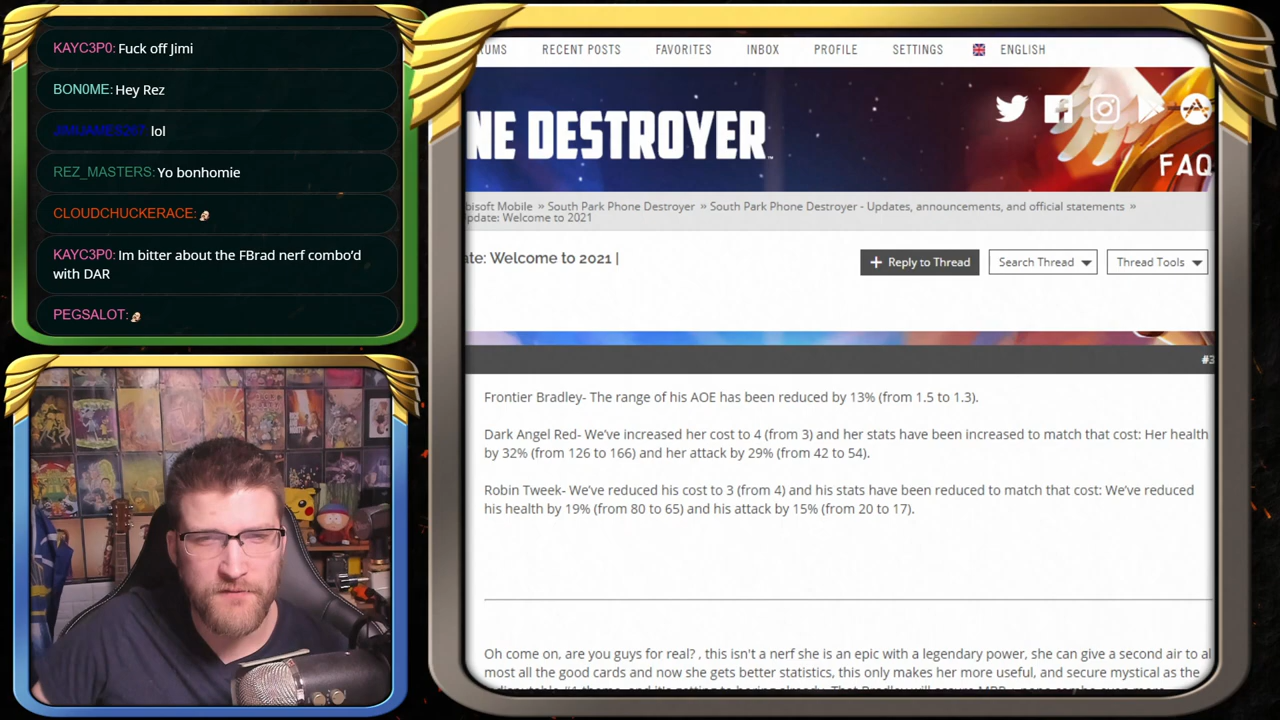 KAYC3P0: Fuck off Jimi
BON0ME: Hey Rez
lol
REZ_MASTERS: Yo bonhomie
CLOUDCHUCKERACE:
KAYC3P0: Im bitter about the FBrad nerf combo'd
with DAR
PEGSALOT:
UMS RECENT POSTS FAVORITES INBOX PROFILE SETTINGS ENGLISH
NE DESTROYER
FAQ
bisoft Mobile » South Park Phone Destroyer » South Park Phone Destroyer - Updates, announcements, and official statements »
pdate: Welcome to 2021
ate: Welcome to 2021 |
+ Reply to Thread Search Thread Thread Tools
#3
Frontier Bradley- The range of his AOE has been reduced by 13% (from 1.5 to 1.3).
Dark Angel Red- We've increased her cost to 4 (from 3) and her stats have been increased to match that cost: Her health
by 32% (from 126 to 166) and her attack by 29% (from 42 to 54).
Robin Tweek- We've reduced his cost to 3 (from 4) and his stats have been reduced to match that cost: We've reduced
his health by 19% (from 80 to 65) and his attack by 15% (from 20 to 17).
Oh come on, are you guys for real? , this isn't a nerf she is an epic with a legendary power, she can give a second air to al
most all the good cards and now she gets better statistics, this only makes her more useful, and secure mystical as the